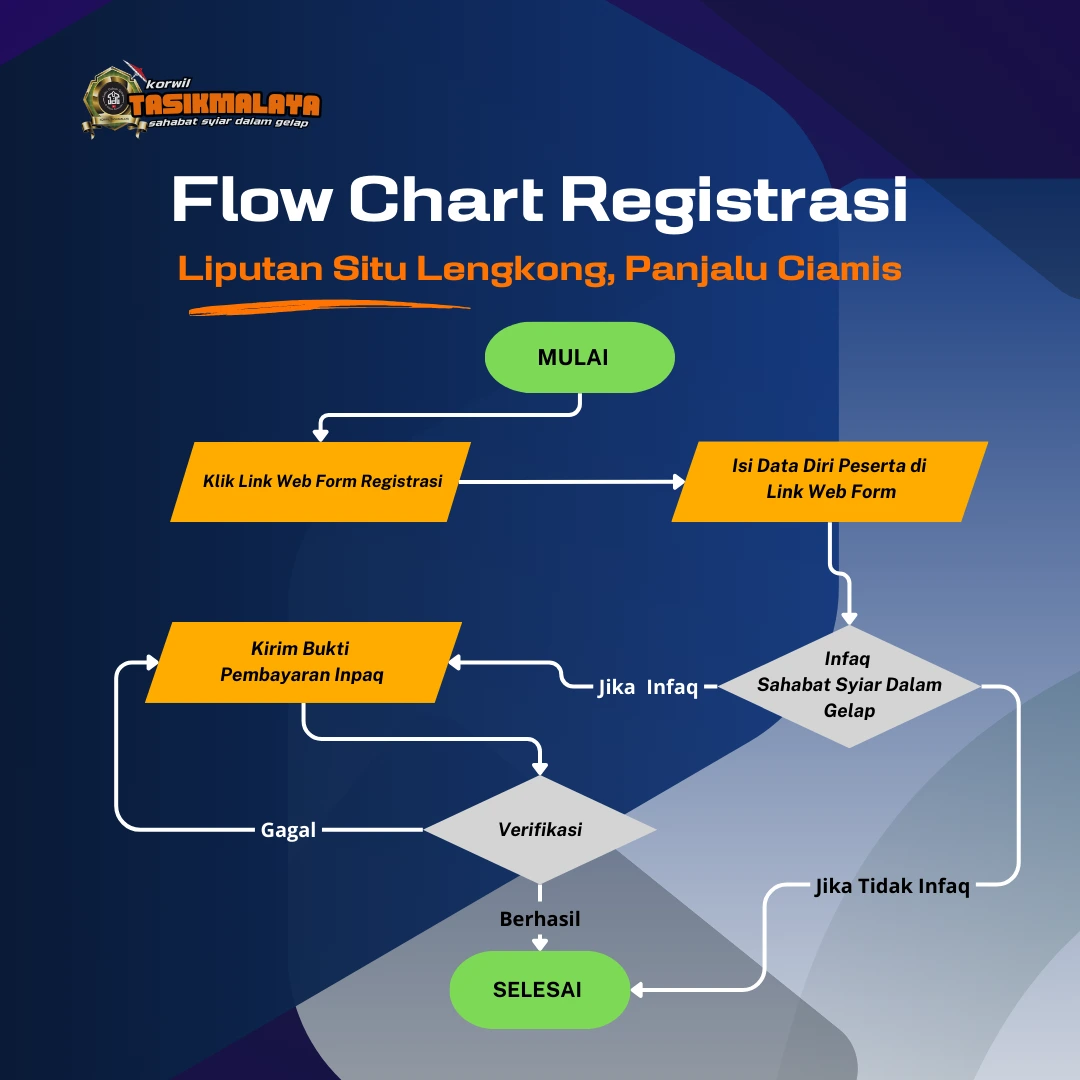 korwil
TASIKMALAYA
sahabat syiar dalam gelap
Flow Chart Registrasi
Liputan Situ Lengkong, Panjalu Ciamis
MULAI
Klik Link Web Form Registrasi
Isi Data Diri Peserta di
Link Web Form
Kirim Bukti
Pembayaran Inpaq
Jika Infaq
Infaq
Sahabat Syiar Dalam
Gelap
Gagal
Verifikasi
Jika Tidak Infaq
Berhasil
SELESAI